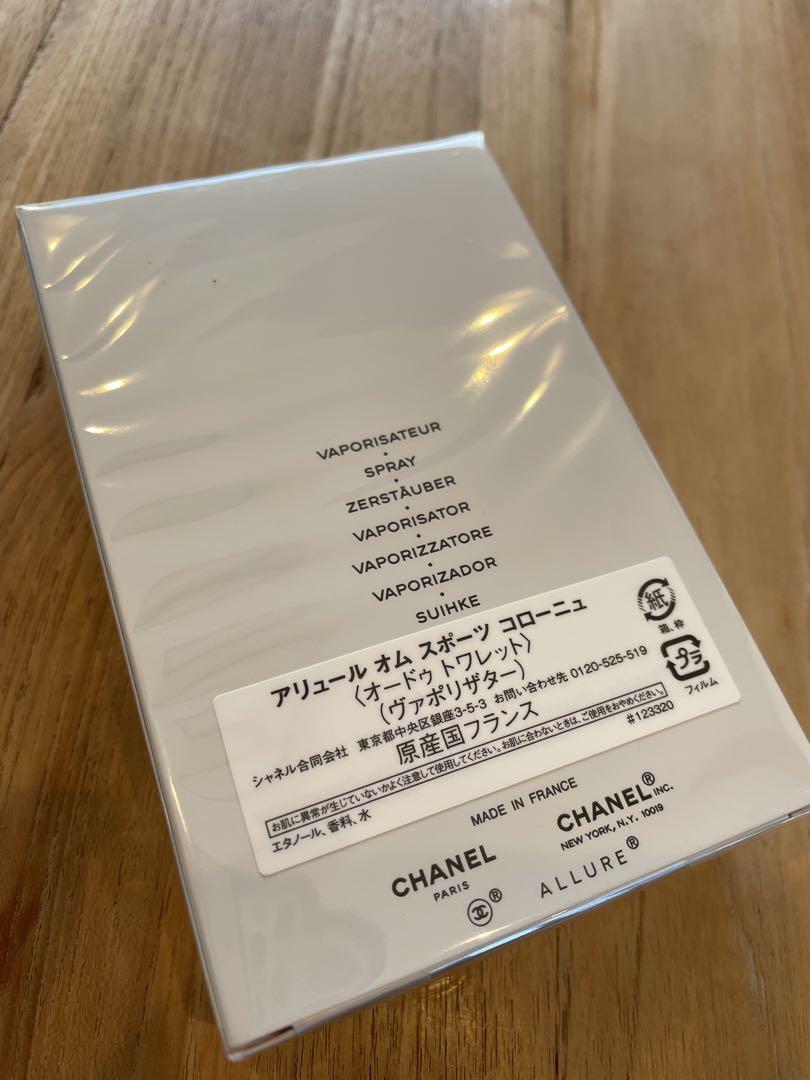 VAPORISATEUR
SPRAY
ZERSTÄUBER
VAPORISATOR
VAPORIZZATORE
VAPORIZADOR
SUIHKE
アリュール オム スポーツ コローニュ
〈オードゥ トワレット〉
(ヴァポリザター)
シャネル合同会社 東京都中央区銀座3-5-3 お問い合わせ先 0120-525-519
原産国フランス
お肌に異常が生じていないかよく注意して使用してください。お肌に合わないときは、ご使用をおやめください。
エタノール、香料、水
#123320
紙
箱、枠
プラ
フィルム
MADE IN FRANCE
CHANEL
PARIS
®
CHANEL® INC.
NEW YORK, N.Y. 10019
ALLURE®